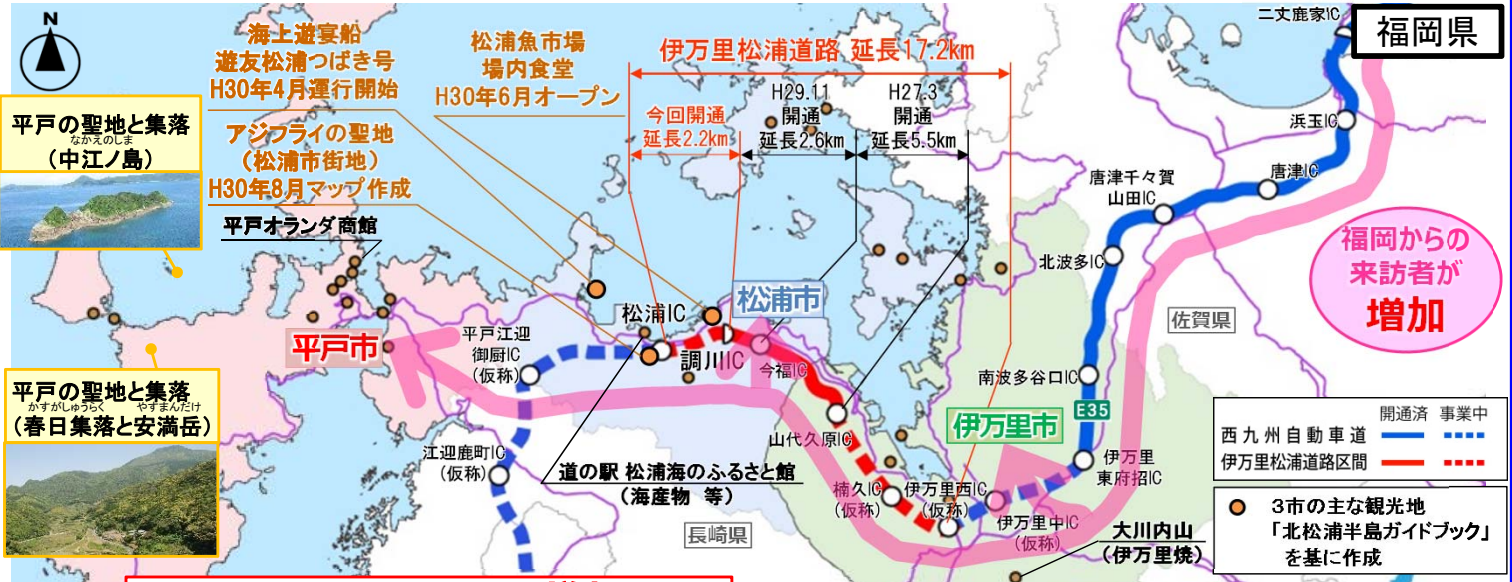 N
海上遊宴船
遊友松浦つばき号
H30年4月運行開始
松浦魚市場
場内食堂
H30年6月オープン
アジフライの聖地
(松浦市街地)
H30年8月マップ作成
平戸の聖地と集落
なかえのしま
(中江ノ島)
平戸オランダ商館
伊万里松浦道路 延長17.2km
今回開通
延長2.2km
H29.11
開通
延長2.6km
H27.3
開通
延長5.5km
二丈鹿家IC
福岡県
浜玉IC
唐津IC
唐津千々賀
山田IC
北波多IC
福岡からの
来訪者が
増加
佐賀県
松浦市
松浦IC
調川IC
今福IC
平戸市
平戸江迎
御厨IC
(仮称)
南波多谷口IC
E35
平戸の聖地と集落
かすがしゅうらく やすまんだけ
(春日集落と安満岳)
山代久原IC
伊万里市
江迎鹿町IC
(仮称)
道の駅 松浦海のふるさと館
(海産物 等)
楠久IC
(仮称)
伊万里西IC
(仮称)
伊万里中IC
(仮称)
伊万里
東府招IC
長崎県
大川内山
(伊万里焼)
開通済 事業中
西九州自動車道
伊万里松浦道路区間
3市の主な観光地
「北松浦半島ガイドブック」
を基に作成